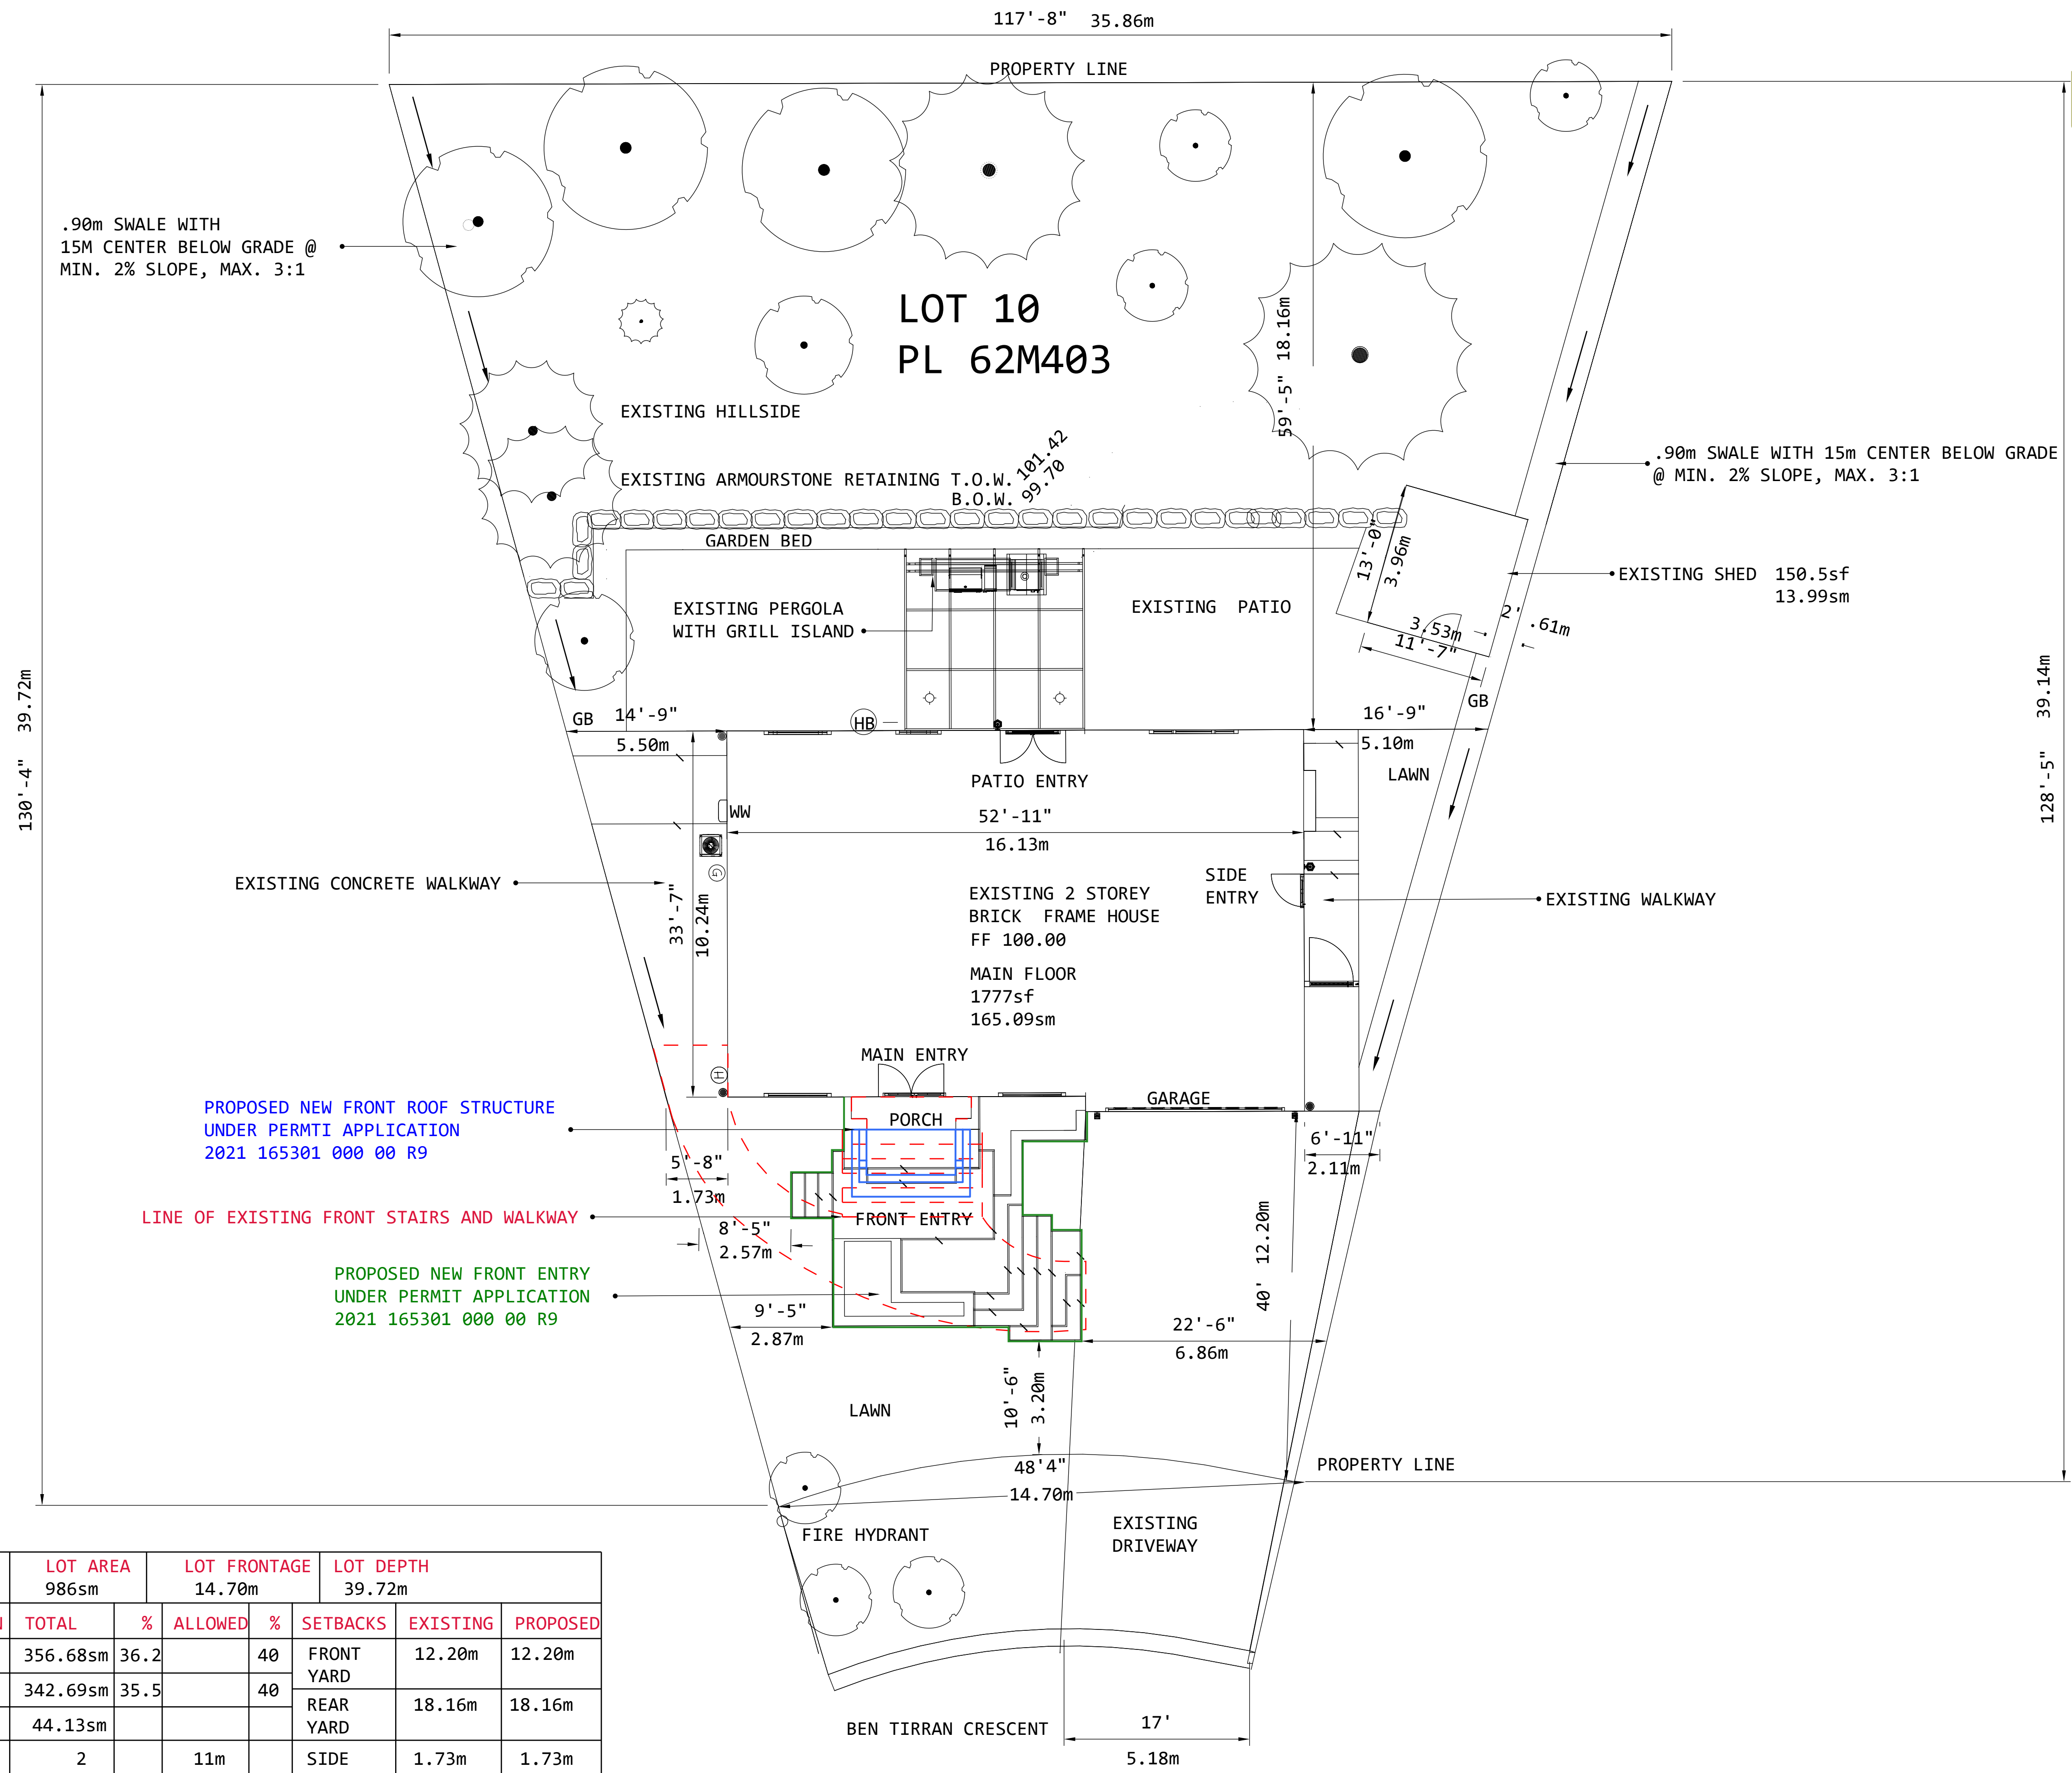 117'-8" 35.86m
PROPERTY LINE
.90m SWALE WITH
15M CENTER BELOW GRADE @
MIN. 2% SLOPE, MAX. 3:1
LOT 10
PL 62M403
59'-5" 18.16m
EXISTING HILLSIDE
EXISTING ARMOURSTONE RETAINING T.O.W. 101.42
B.O.W. 99.70
.90m SWALE WITH 15m CENTER BELOW GRADE
@ MIN. 2% SLOPE, MAX. 3:1
GARDEN BED
13'-0"
3.96m
EXISTING SHED 150.5sf
13.99sm
EXISTING PERGOLA
WITH GRILL ISLAND
EXISTING PATIO
2' .61m
3.53m
11'-7"
130'-4" 39.72m
128'-5" 39.14m
GB
14'-9"
5.50m
HB
GB
16'-9"
5.10m
LAWN
PATIO ENTRY
WW
52'-11"
16.13m
G
EXISTING CONCRETE WALKWAY
33'-7"
10.24m
EXISTING 2 STOREY
BRICK FRAME HOUSE
FF 100.00
SIDE
ENTRY
EXISTING WALKWAY
MAIN FLOOR
1777sf
165.09sm
MAIN ENTRY
H
GARAGE
PROPOSED NEW FRONT ROOF STRUCTURE
UNDER PERMTI APPLICATION
2021 165301 000 00 R9
PORCH
5'-8"
1.73m
6'-11"
2.11m
LINE OF EXISTING FRONT STAIRS AND WALKWAY
FRONT ENTRY
8'-5"
2.57m
40' 12.20m
PROPOSED NEW FRONT ENTRY
UNDER PERMIT APPLICATION
2021 165301 000 00 R9
9'-5"
2.87m
22'-6"
6.86m
10'-6"
3.20m
LAWN
48'4"
14.70m
PROPERTY LINE
FIRE HYDRANT
EXISTING
DRIVEWAY
BEN TIRRAN CRESCENT
17'
5.18m
LOT AREA LOT FRONTAGE LOT DEPTH
986sm 14.70m 39.72m
TOTAL % ALLOWED % SETBACKS EXISTING PROPOSED
356.68sm 36.2 40 FRONT YARD 12.20m 12.20m
342.69sm 35.5 40 REAR YARD 18.16m 18.16m
44.13sm
2 11m SIDE 1.73m 1.73m